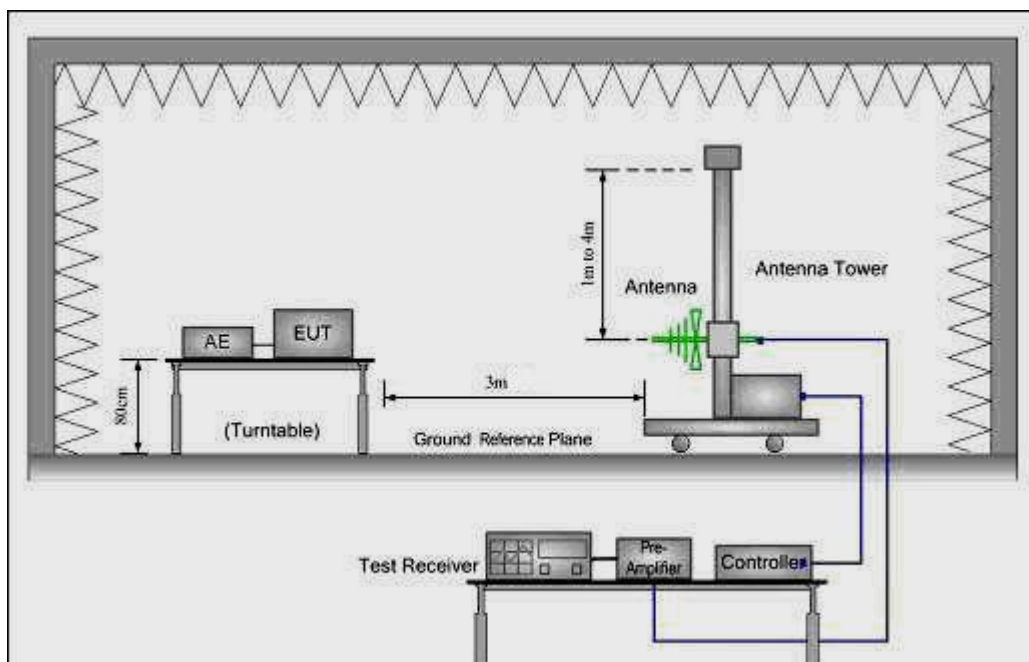 1m to 4m
Antenna Tower
Antenna
AE
EUT
3m
80cm
(Turntable)
Ground Reference Plane
Test Receiver
Pre-
Amplifier
Controller